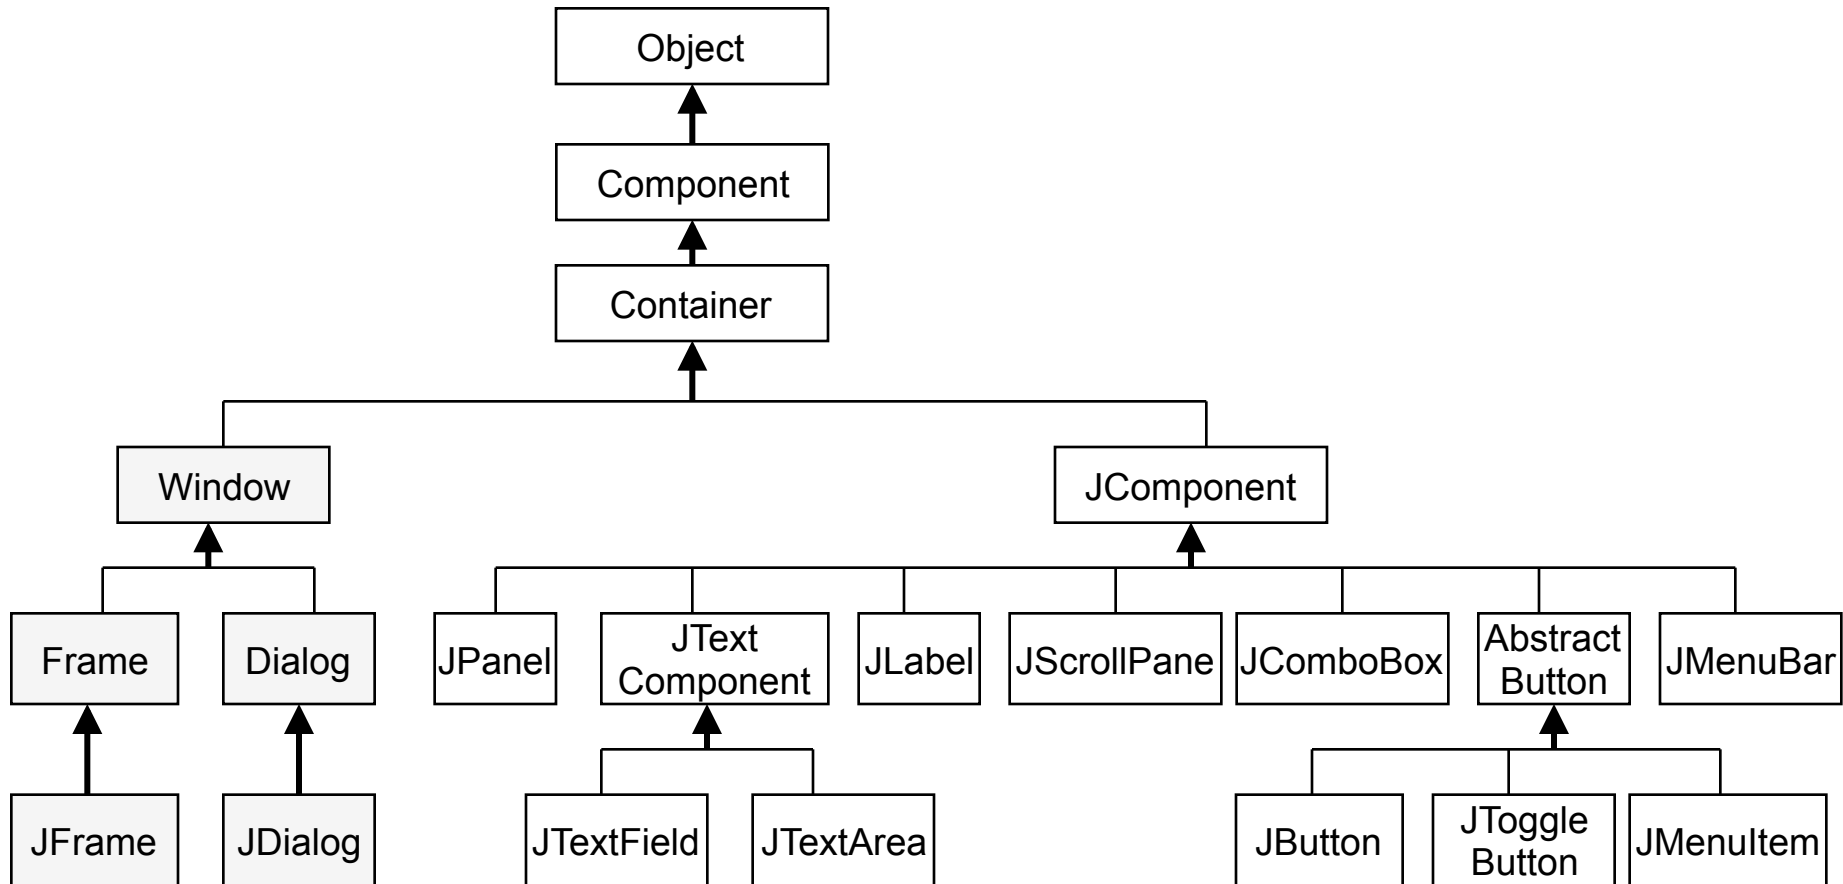 Object
Component
Container
Window
JComponent
Frame
Dialog
JPanel
JText
Component
JLabel
JScrollPane
JComboBox
Abstract
Button
JMenuBar
JFrame
JDialog
JTextField
JTextArea
JButton
JToggle
Button
JMenuItem